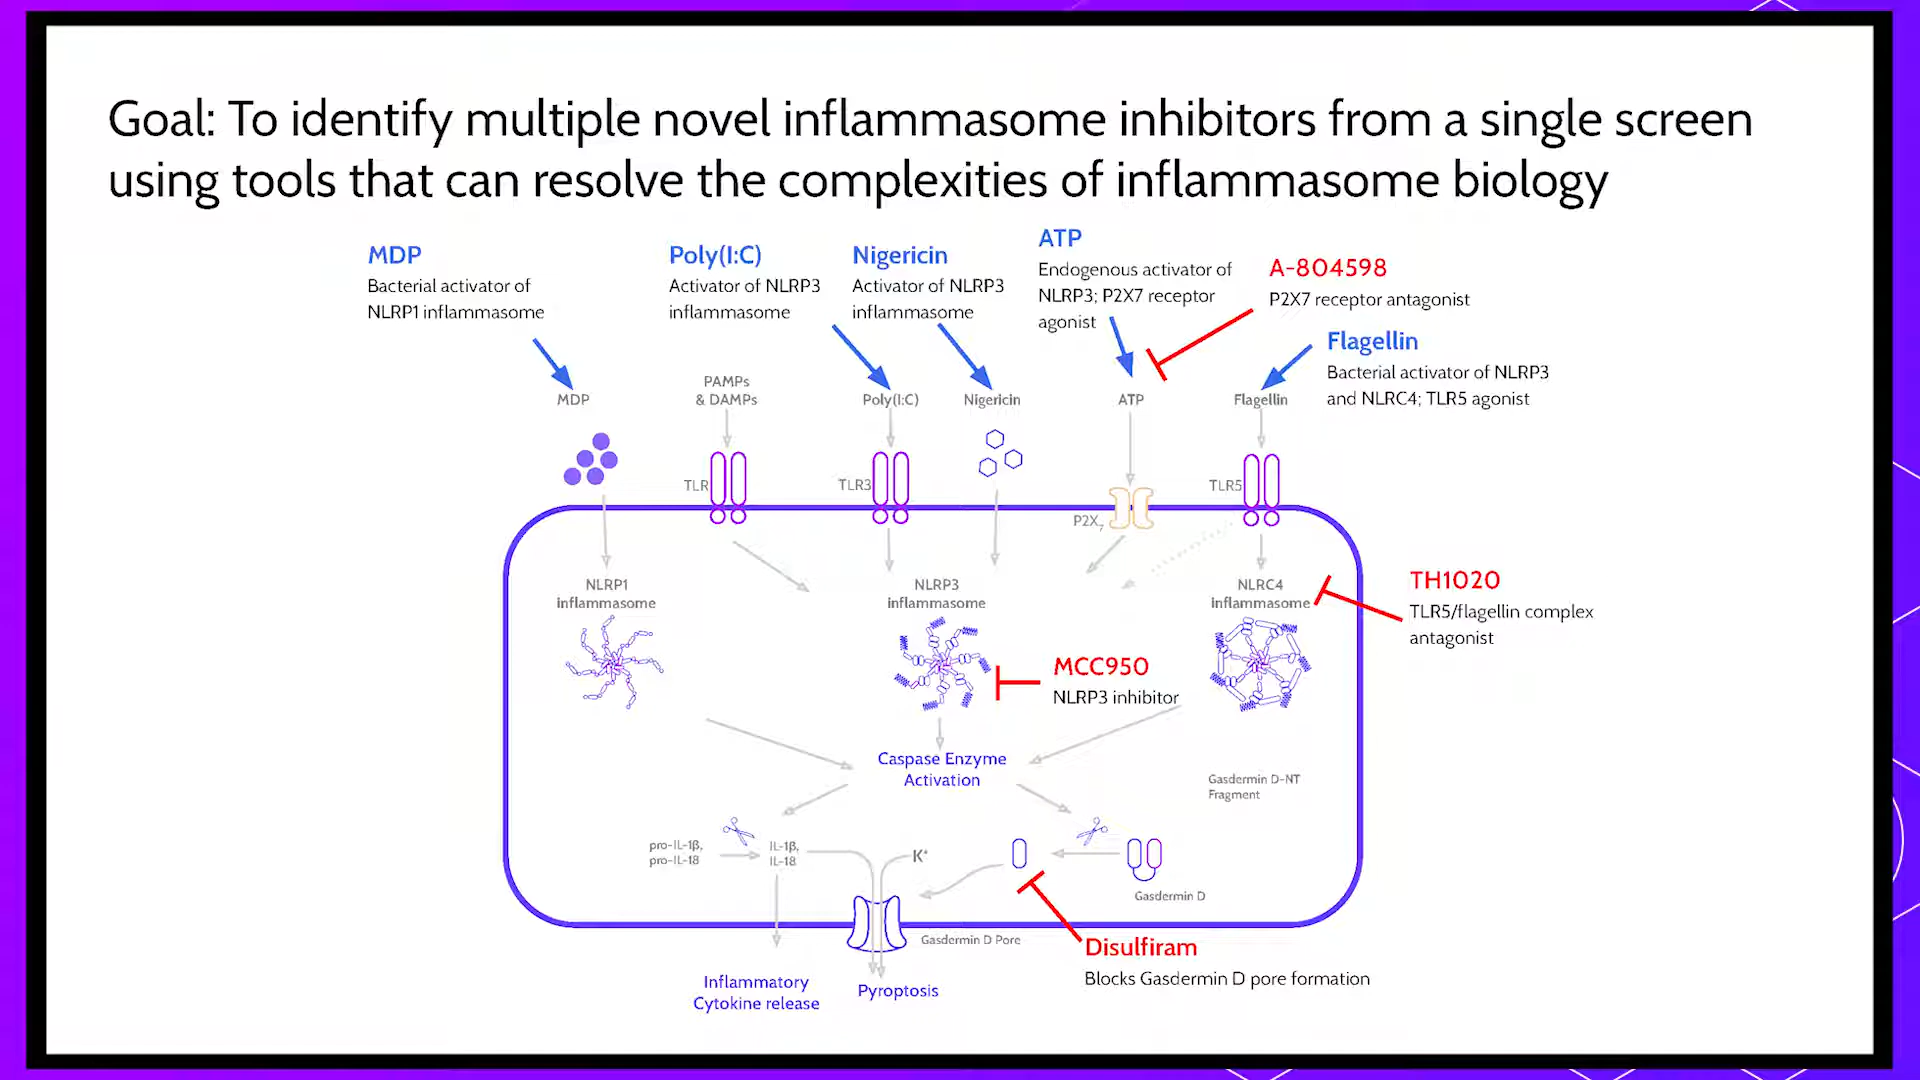 Goal: To identify multiple novel inflammasome inhibitors from a single screen
using tools that can resolve the complexities of inflammasome biology
MDP
Bacterial activator of
NLRP1 inflammasome
Poly(I:C)
Activator of NLRP3
inflammasome
Nigericin
Activator of NLRP3
inflammasome
ATP
Endogenous activator of
NLRP3; P2X7 receptor
agonist
A-804598
P2X7 receptor antagonist
Flagellin
Bacterial activator of NLRP3
and NLRC4; TLR5 agonist
MDP
PAMPs
& DAMPs
Poly(I:C)
Nigericin
ATP
Flagellin
TLR
TLR3
P2X7
TLR5
NLRP1
inflammasome
NLRP3
inflammasome
NLRC4
inflammasome
TH1020
TLR5/flagellin complex
antagonist
MCC950
NLRP3 inhibitor
Caspase Enzyme
Activation
Gasdermin D-NT
Fragment
pro-IL-1β,
pro-IL-18
IL-1β,
IL-18
K+
Gasdermin D
Gasdermin D Pore
Disulfiram
Blocks Gasdermin D pore formation
Inflammatory
Cytokine release
Pyroptosis